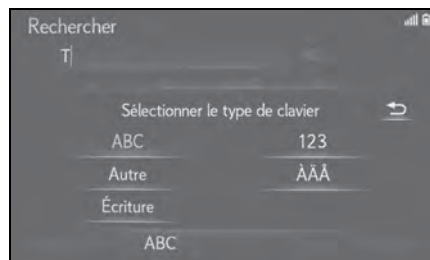 Rechercher
T
Sélectionner le type de clavier
ABC 123
Autre ÀÄÂ
Écriture
ABC